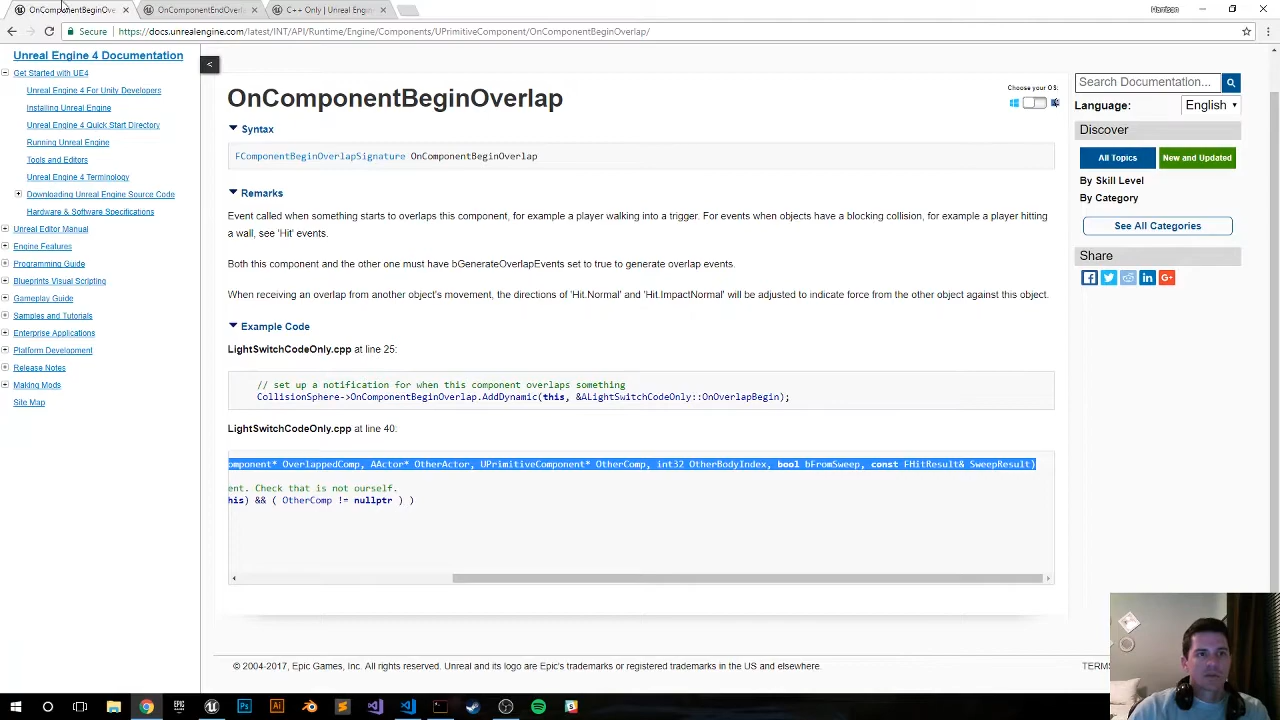 OnComponentBeginOve
OnComponentEndOverl
C++ Only | Unreal Engin
Harrison
Secure
https://docs.unrealengine.com/latest/INT/API/Runtime/Engine/Components/UPrimitiveComponent/OnComponentBeginOverlap/
Unreal Engine 4 Documentation
Get Started with UE4
Unreal Engine 4 For Unity Developers
Installing Unreal Engine
Unreal Engine 4 Quick Start Directory
Running Unreal Engine
Tools and Editors
Unreal Engine 4 Terminology
Downloading Unreal Engine Source Code
Hardware & Software Specifications
Unreal Editor Manual
Engine Features
Programming Guide
Blueprints Visual Scripting
Gameplay Guide
Samples and Tutorials
Enterprise Applications
Platform Development
Release Notes
Making Mods
Site Map
<
OnComponentBeginOverlap
Choose your OS:
Syntax
FComponentBeginOverlapSignature OnComponentBeginOverlap
Remarks
Event called when something starts to overlaps this component, for example a player walking into a trigger. For events when objects have a blocking collision, for example a player hitting
a wall, see 'Hit' events.
Both this component and the other one must have bGenerateOverlapEvents set to true to generate overlap events.
When receiving an overlap from another object's movement, the directions of 'Hit.Normal' and 'Hit.ImpactNormal' will be adjusted to indicate force from the other object against this object.
Example Code
LightSwitchCodeOnly.cpp at line 25:
// set up a notification for when this component overlaps something
CollisionSphere->OnComponentBeginOverlap.AddDynamic(this, &ALightSwitchCodeOnly::OnOverlapBegin);
LightSwitchCodeOnly.cpp at line 40:
omponent* OverlappedComp, AActor* OtherActor, UPrimitiveComponent* OtherComp, int32 OtherBodyIndex, bool bFromSweep, const FHitResult& SweepResult)
ent. Check that is not ourself.
his) && ( OtherComp != nullptr ) )
© 2004-2017, Epic Games, Inc. All rights reserved. Unreal and its logo are Epic's trademarks or registered trademarks in the US and elsewhere.
TERMS
Search Documentation...
Language:
English
Discover
All Topics
New and Updated
By Skill Level
By Category
See All Categories
Share